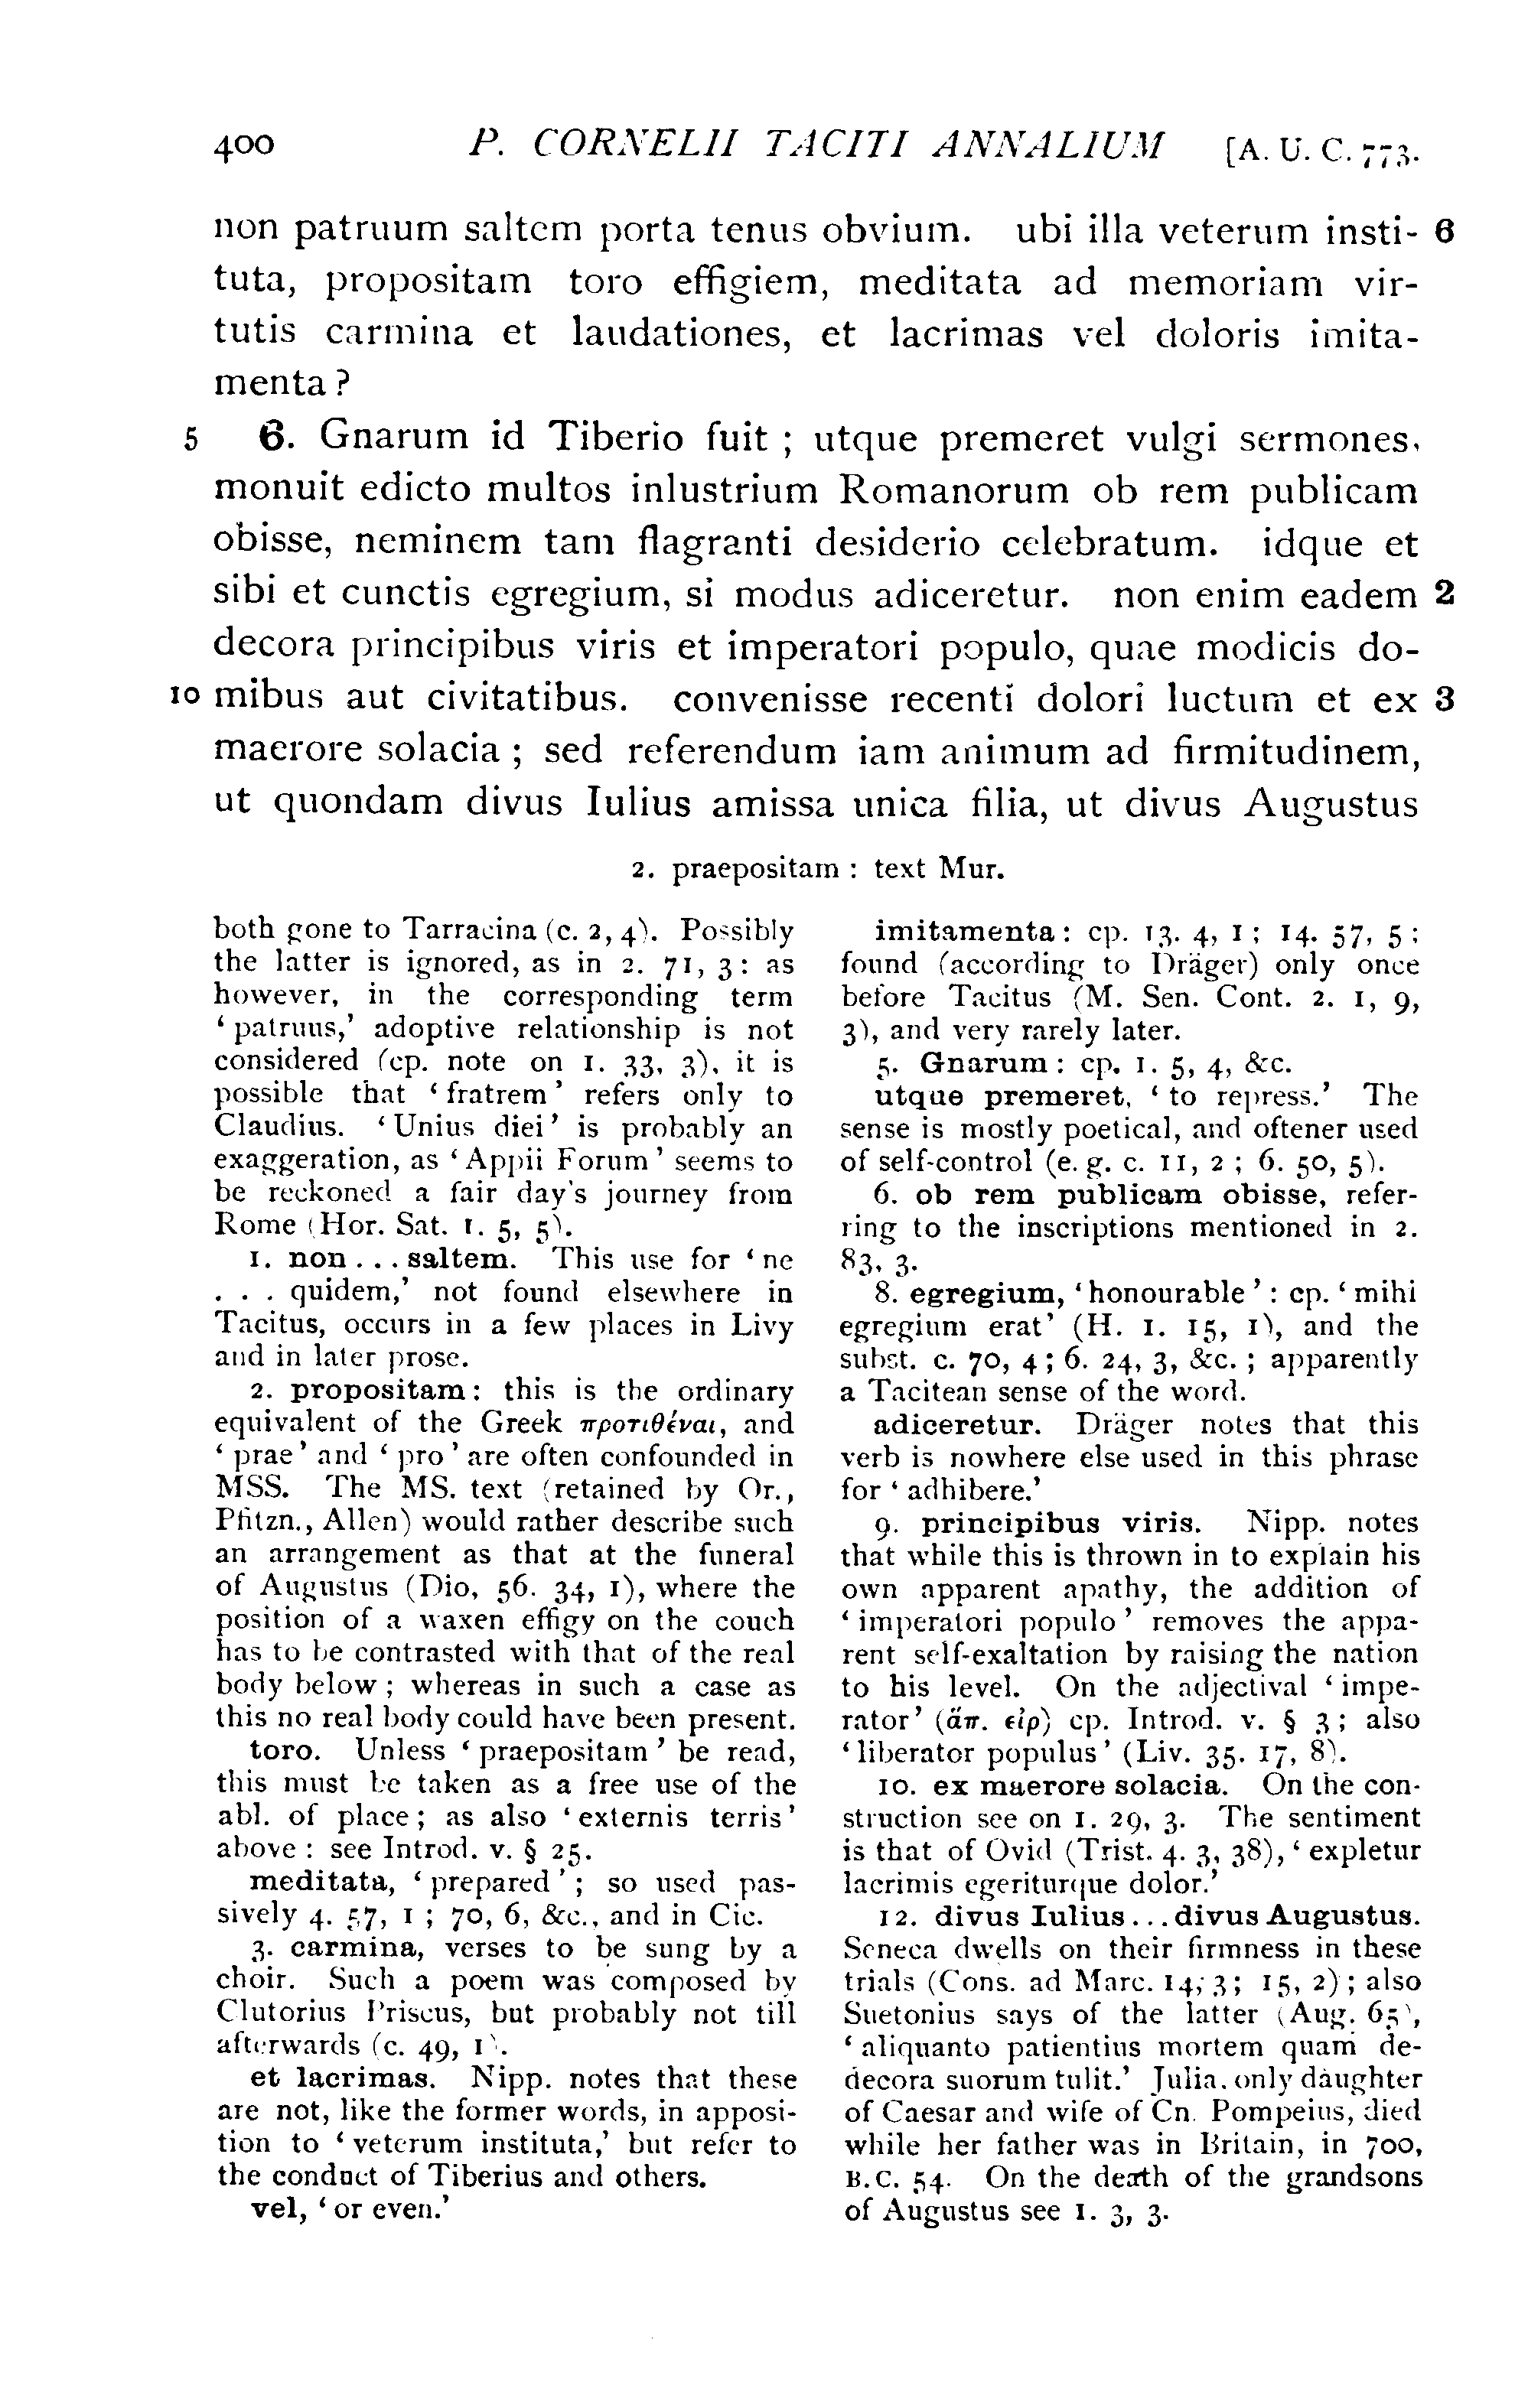 400 P. CORNELII TACITI ANNALIUM [A. U. C. 773.
non patruum saltem porta tenus obvium. ubi illa veterum insti- 6
tuta, propositam toro effigiem, meditata ad memoriam vir-
tutis carmina et laudationes, et lacrimas vel doloris imita-
menta ?
5 6. Gnarum id Tiberio fuit ; utque premeret vulgi sermones,
monuit edicto multos inlustrium Romanorum ob rem publicam
obisse, neminem tam flagranti desiderio celebratum. idque et
sibi et cunctis egregium, si modus adiceretur. non enim eadem 2
decora principibus viris et imperatori populo, quae modicis do-
10 mibus aut civitatibus. convenisse recenti dolori luctum et ex 3
maerore solacia ; sed referendum iam animum ad firmitudinem,
ut quondam divus Iulius amissa unica filia, ut divus Augustus
2. praepositam : text Mur.
both gone to Tarracina (c. 2, 4). Possibly
the latter is ignored, as in 2. 71, 3 : as
however, in the corresponding term
‘ patruus,’ adoptive relationship is not
considered (cp. note on 1. 33, 3), it is
possible that ‘ fratrem ’ refers only to
Claudius. ‘ Unius diei ’ is probably an
exaggeration, as ‘ Appii Forum ’ seems to
be reckoned a fair day's journey from
Rome (Hor. Sat. 1. 5, 5).
1. non . . . saltem. This use for ‘ ne
. . . quidem,’ not found elsewhere in
Tacitus, occurs in a few places in Livy
and in later prose.
2. propositam : this is the ordinary
equivalent of the Greek προτιθέναι, and
‘ prae ’ and ‘ pro ’ are often confounded in
MSS. The MS. text (retained by Or.,
Pfitzn., Allen) would rather describe such
an arrangement as that at the funeral
of Augustus (Dio, 56. 34, 1), where the
position of a waxen effigy on the couch
has to be contrasted with that of the real
body below ; whereas in such a case as
this no real body could have been present.
toro. Unless ‘ praepositam ’ be read,
this must be taken as a free use of the
abl. of place ; as also ‘ externis terris ’
above : see Introd. v. § 25.
meditata, ‘ prepared ’ ; so used pas-
sively 4. 57, 1 ; 70, 6, &c., and in Cic.
3. carmina, verses to be sung by a
choir. Such a poem was composed by
Clutorius Priscus, but probably not till
afterwards (c. 49, 1).
et lacrimas. Nipp. notes that these
are not, like the former words, in apposi-
tion to ‘ veterum instituta,’ but refer to
the conduct of Tiberius and others.
vel, ‘ or even.’
imitamenta : cp. 13. 4, 1 ; 14. 57, 5 ;
found (according to Dräger) only once
before Tacitus (M. Sen. Cont. 2. 1, 9,
3), and very rarely later.
5. Gnarum : cp. 1. 5, 4, &c.
utque premeret, ‘ to repress.’ The
sense is mostly poetical, and oftener used
of self-control (e. g. c. 11, 2 ; 6. 50, 5).
6. ob rem publicam obisse, refer-
ring to the inscriptions mentioned in 2.
83, 3.
8. egregium, ‘ honourable ’ : cp. ‘ mihi
egregium erat ’ (H. 1. 15, 1), and the
subst. c. 70, 4 ; 6. 24, 3, &c. ; apparently
a Tacitean sense of the word.
adiceretur. Dräger notes that this
verb is nowhere else used in this phrase
for ‘ adhibere.’
9. principibus viris. Nipp. notes
that while this is thrown in to explain his
own apparent apathy, the addition of
‘ imperatori populo ’ removes the appa-
rent self-exaltation by raising the nation
to his level. On the adjectival ‘ impe-
rator ’ (ἅπ. εἰρ) cp. Introd. v. § 3 ; also
‘ liberator populus ’ (Liv. 35. 17, 8).
10. ex maerore solacia. On the con-
struction see on 1. 29, 3. The sentiment
is that of Ovid (Trist. 4. 3, 38), ‘ expletur
lacrimis egeriturque dolor.’
12. divus Iulius . . . divus Augustus.
Seneca dwells on their firmness in these
trials (Cons. ad Marc. 14, 3 ; 15, 2) ; also
Suetonius says of the latter (Aug. 65),
‘ aliquanto patientius mortem quam de-
decora suorum tulit.’ Julia, only daughter
of Caesar and wife of Cn. Pompeius, died
while her father was in Britain, in 700,
B. C. 54. On the death of the grandsons
of Augustus see 1. 3, 3.